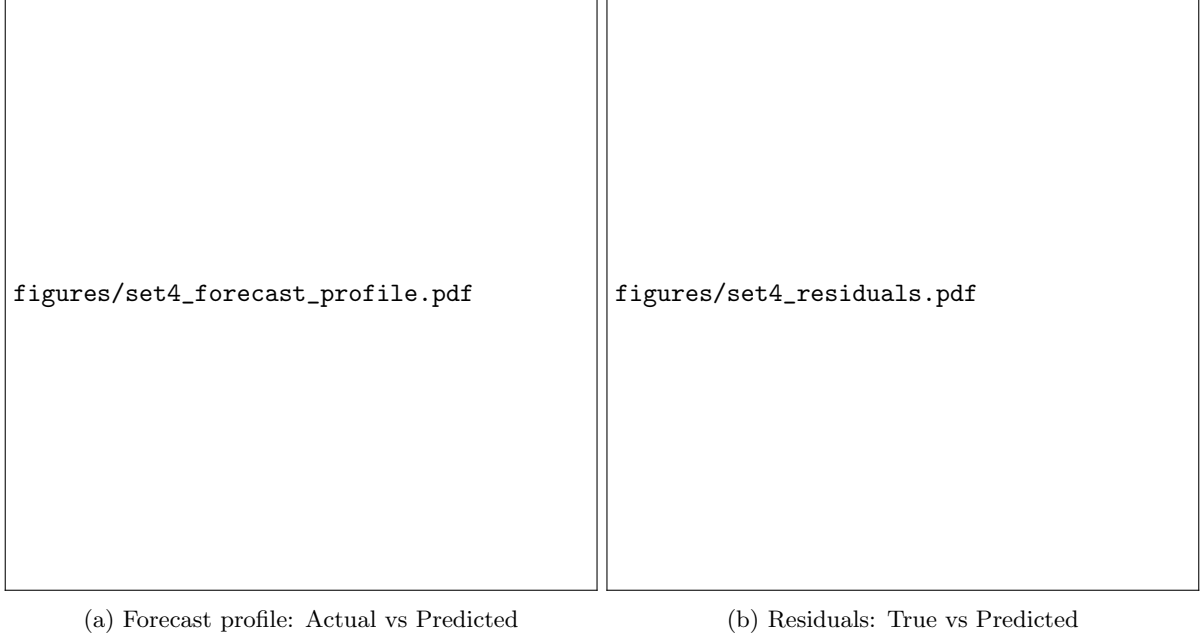 figures/set4_forecast_profile.pdf
figures/set4_residuals.pdf
(a) Forecast profile: Actual vs Predicted
(b) Residuals: True vs Predicted